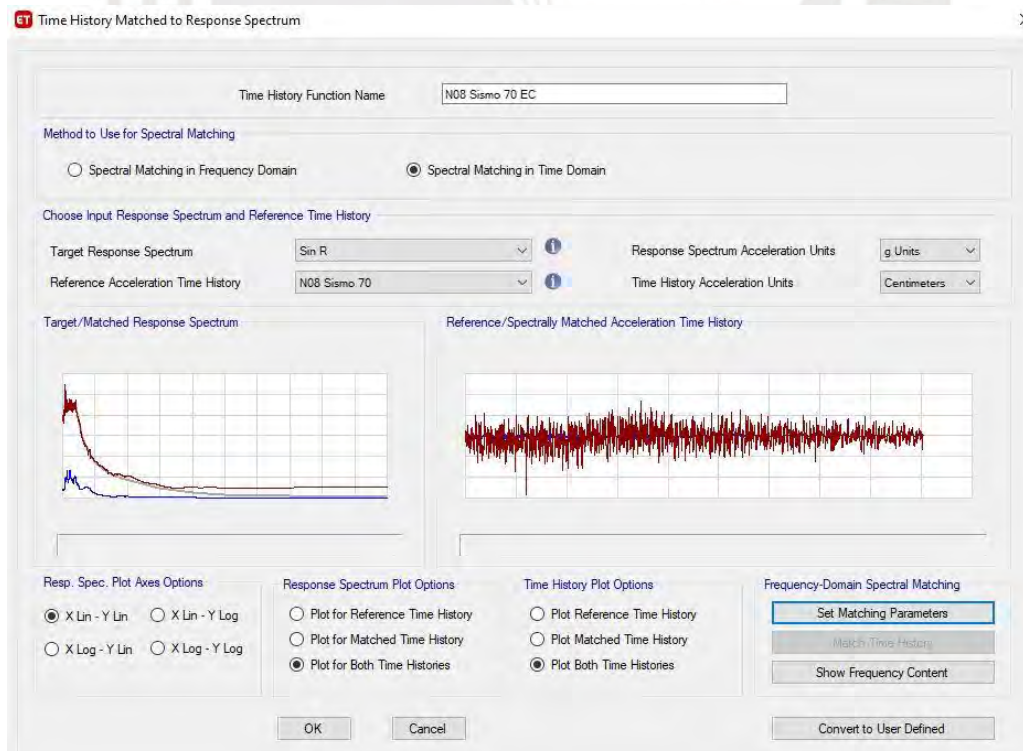 ET Time History Matched to Response Spectrum
Time History Function Name N08 Sismo 70 EC
Method to Use for Spectral Matching
Spectral Matching in Frequency Domain Spectral Matching in Time Domain
Choose Input Response Spectrum and Reference Time History
Target Response Spectrum Sin R Response Spectrum Acceleration Units g Units
Reference Acceleration Time History N08 Sismo 70 Time History Acceleration Units Centimeters
Target/Matched Response Spectrum Reference/Spectrally Matched Acceleration Time History
Resp. Spec. Plot Axes Options
X Lin - Y Lin X Lin - Y Log
X Log - Y Lin X Log - Y Log
Response Spectrum Plot Options
Plot for Reference Time History
Plot for Matched Time History
Plot for Both Time Histories
Time History Plot Options
Plot Reference Time History
Plot Matched Time History
Plot Both Time Histories
Frequency-Domain Spectral Matching
Set Matching Parameters
Match Time History
Show Frequency Content
OK Cancel Convert to User Defined